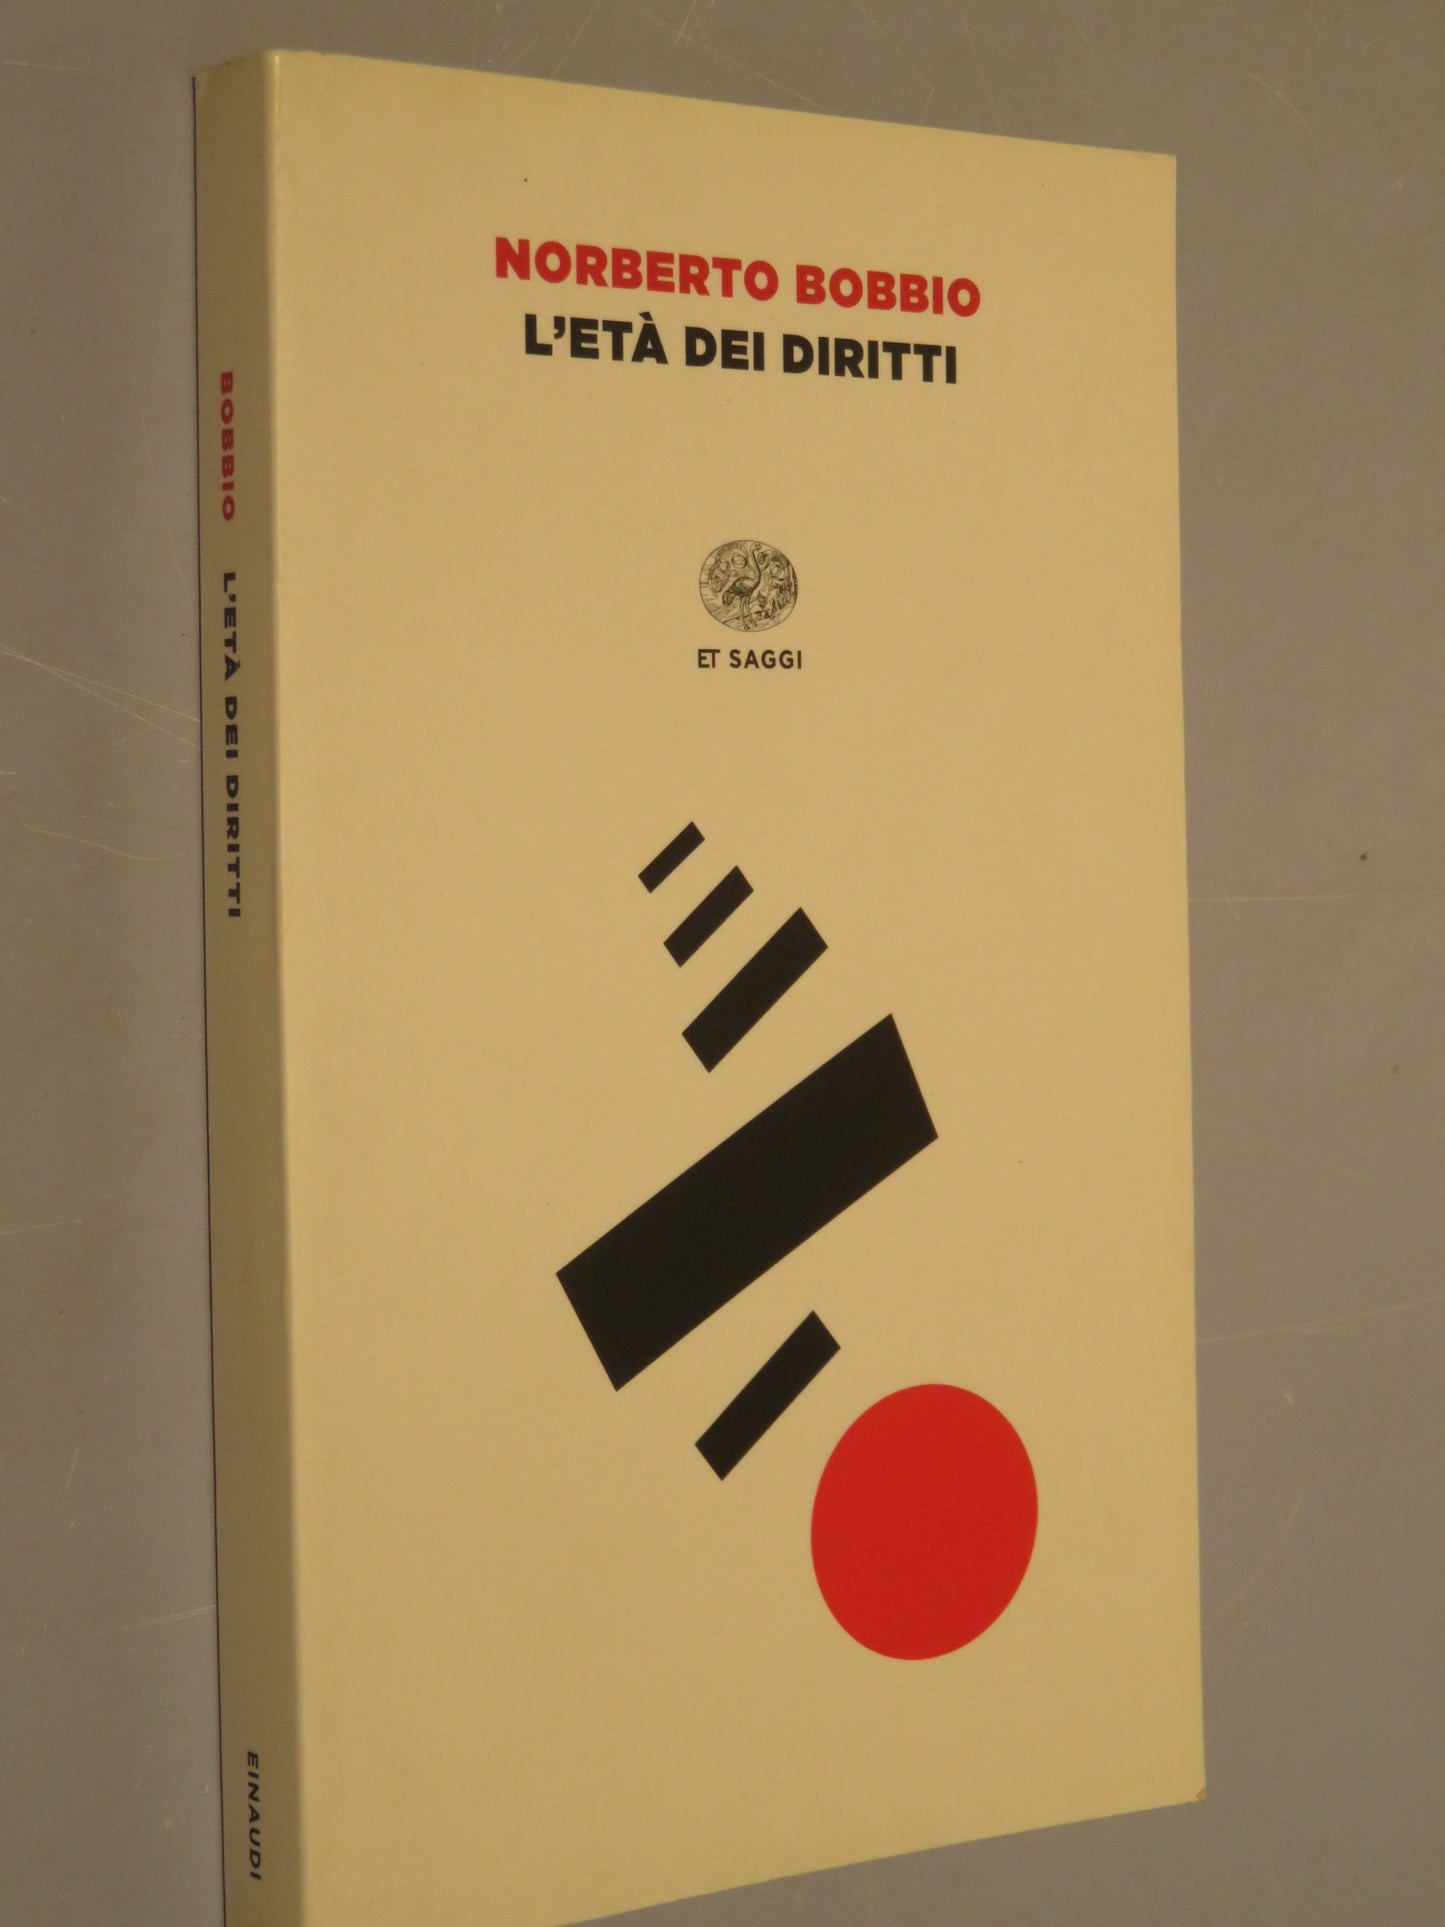 NORBERTO BOBBIO
L'ETÀ DEI DIRITTI
ET SAGGI
BOBBIO L'ETÀ DEI DIRITTI
EINAUDI